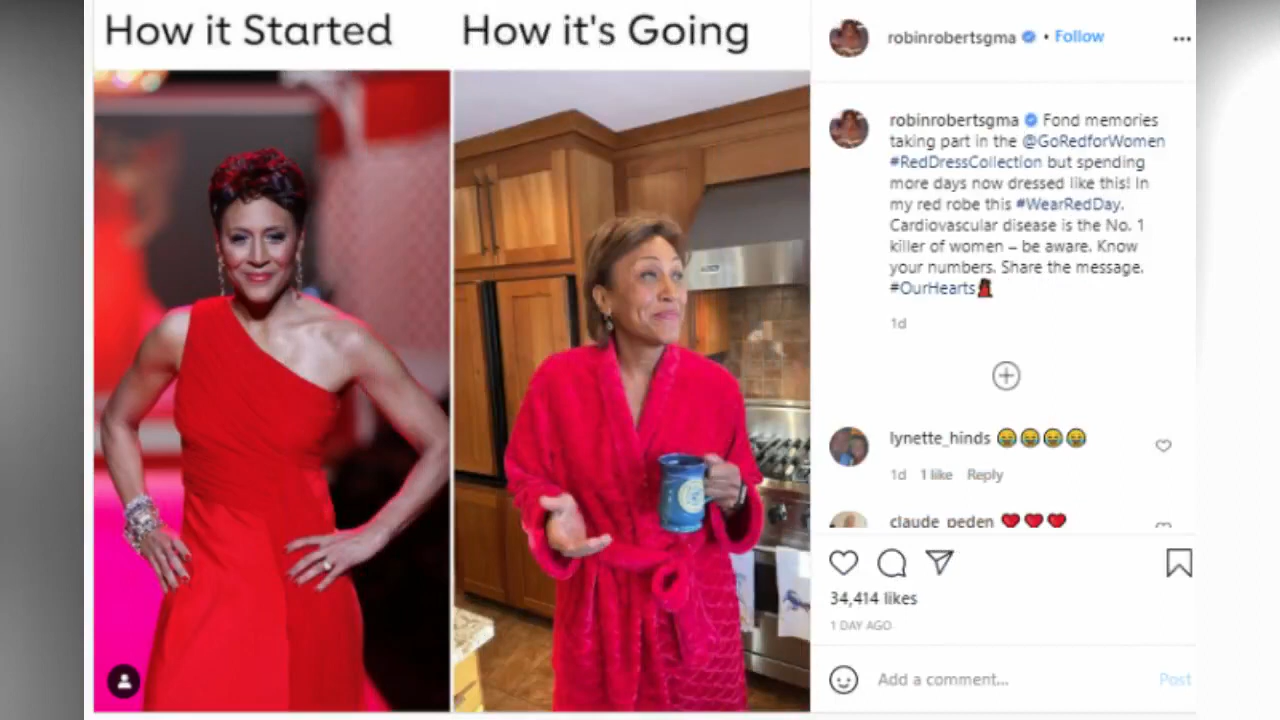 How it Started
How it's Going
robinrobertsgma • Follow
robinrobertsgma Fond memories
taking part in the @GoRedforWomen
#RedDressCollection but spending
more days now dressed like this! In
my red robe this #WearRedDay.
Cardiovascular disease is the No. 1
killer of women – be aware. Know
your numbers. Share the message.
#OurHearts
1d
lynette_hinds 😂😂😂😂
1d 1 like Reply
claude_peden ❤️❤️❤️
34,414 likes
1 DAY AGO
Add a comment...
Post